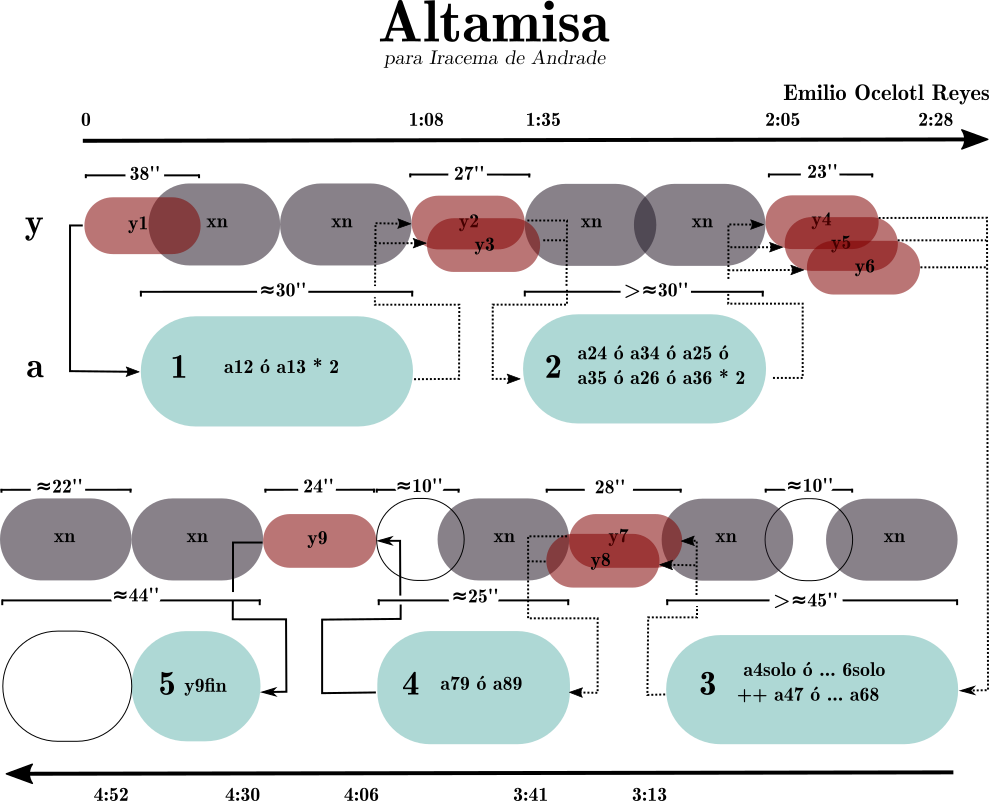 Altamisa
para Iracema de Andrade
Emilio Ocelotl Reyes
0 1:08 1:35 2:05 2:28
38'' 27'' 23''
y y1 xn xn y2 xn xn y4
y3 y5
y6
≈30'' >≈30''
a 1 a12 ó a13 * 2 2 a24 ó a34 ó a25 ó
a35 ó a26 ó a36 * 2
≈22'' 24'' ≈10'' 28'' ≈10''
xn xn y9 xn y7 xn xn
y8
≈44'' ≈25'' >≈45''
5 y9fin 4 a79 ó a89 3 a4solo ó ... 6solo
++ a47 ó ... a68
4:52 4:30 4:06 3:41 3:13